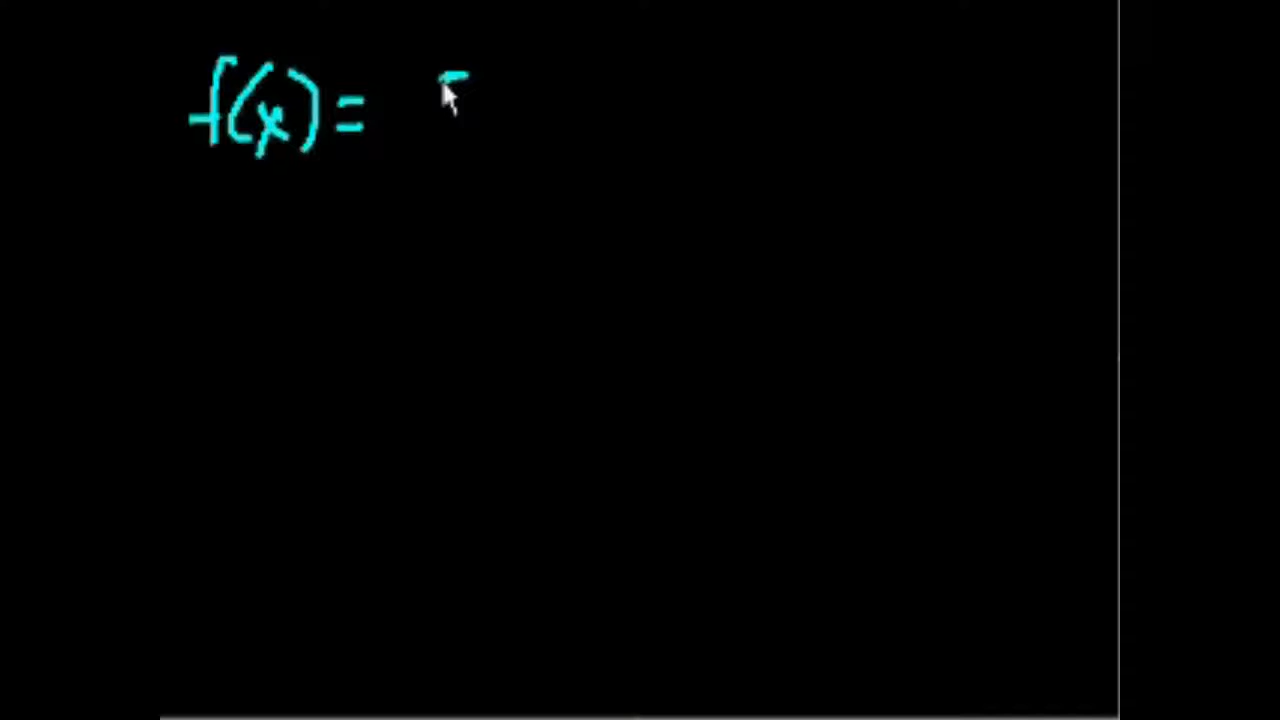 f(x) =